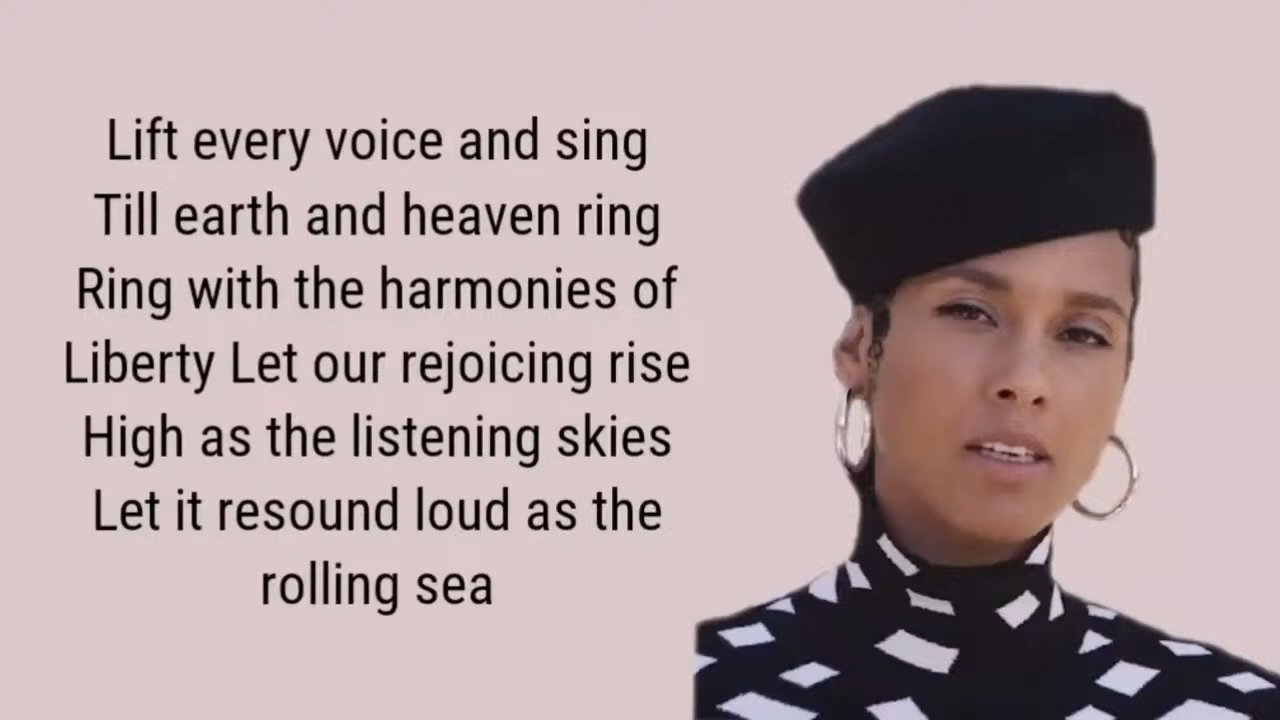 Lift every voice and sing
Till earth and heaven ring
Ring with the harmonies of
Liberty Let our rejoicing rise
High as the listening skies
Let it resound loud as the
rolling sea